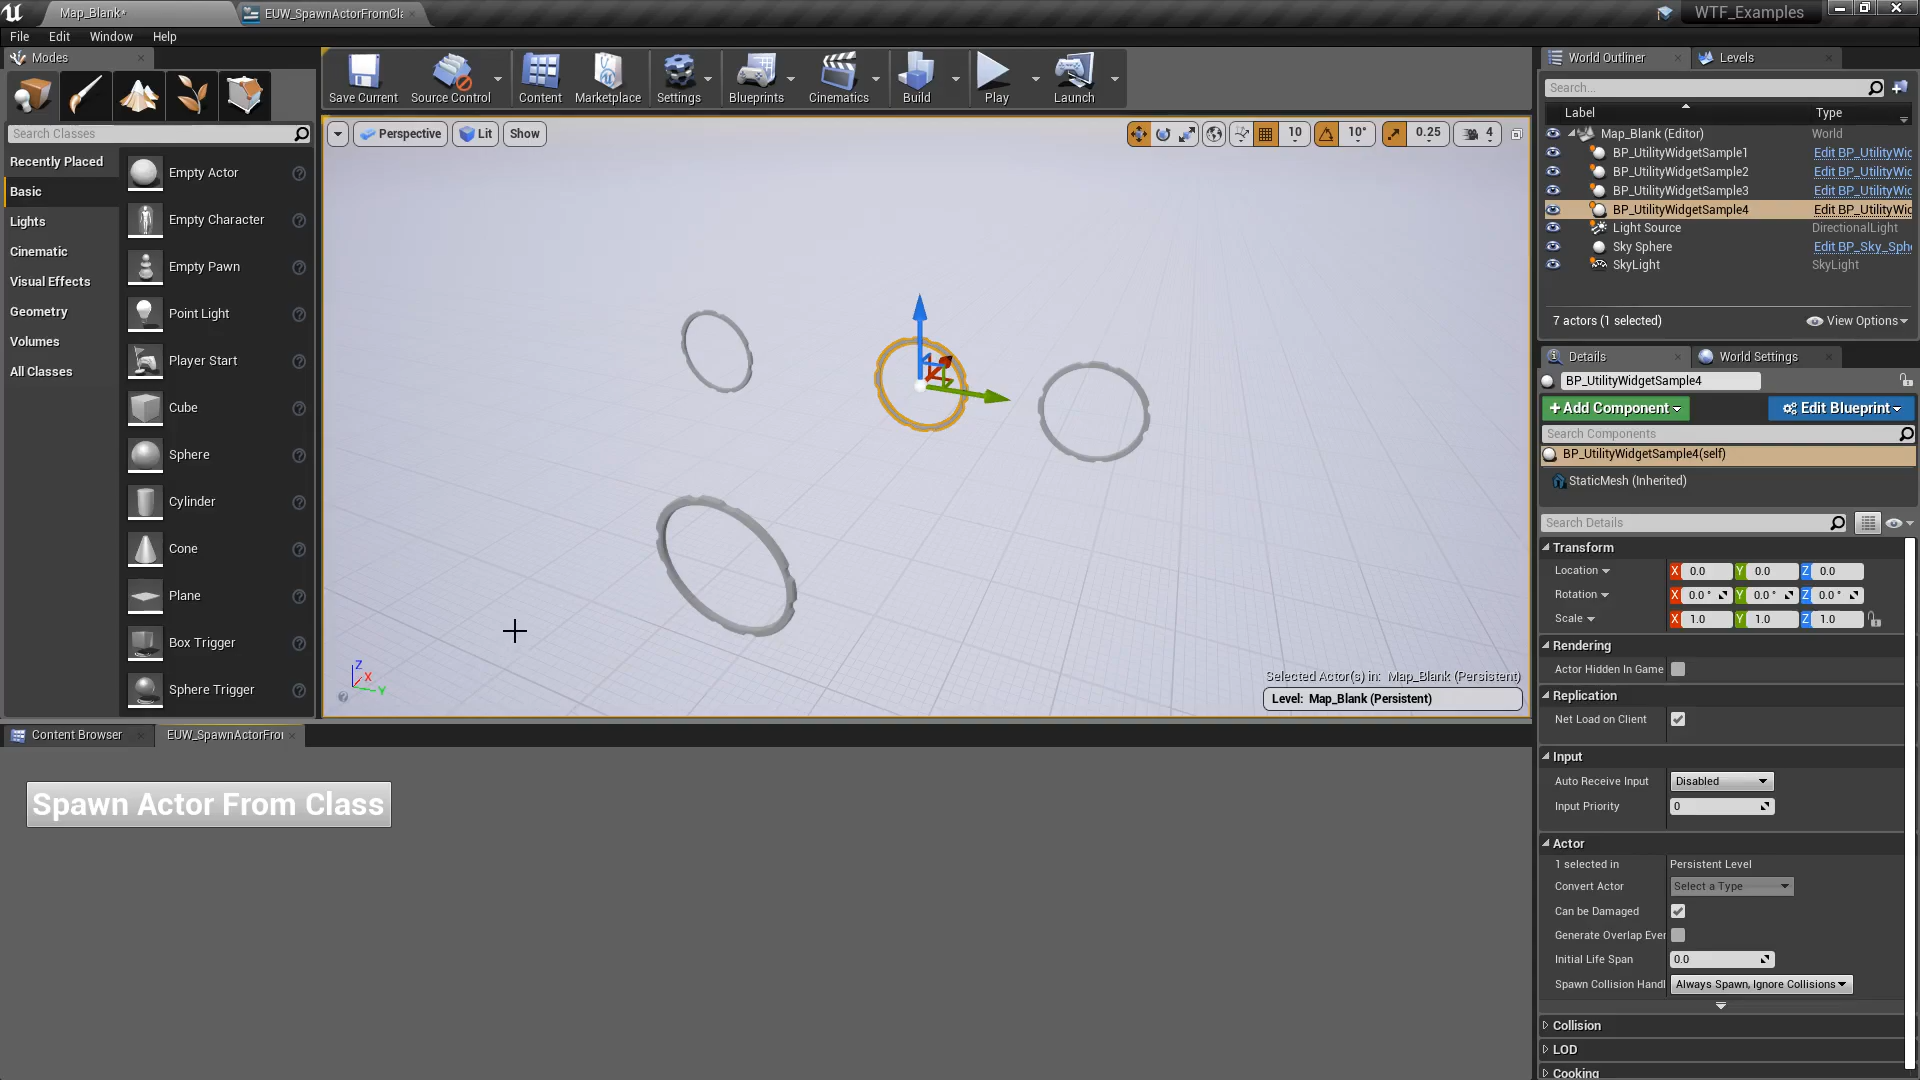 Map_Blank*
EUW_SpawnActorFromCl
WTF_Examples
File Edit Window Help
Modes
Search Classes
Recently Placed
Basic
Lights
Cinematic
Visual Effects
Geometry
Volumes
All Classes
Empty Actor
Empty Character
Empty Pawn
Point Light
Player Start
Cube
Sphere
Cylinder
Cone
Plane
Box Trigger
Sphere Trigger
Save Current
Source Control
Content
Marketplace
Settings
Blueprints
Cinematics
Build
Play
Launch
Perspective
Lit
Show
10
10°
0.25
4
Z
X
Y
Selected Actor(s) in: Map_Blank (Persistent)
Level: Map_Blank (Persistent)
Content Browser
EUW_SpawnActorFro
Spawn Actor From Class
World Outliner
Levels
Search...
Label Type
Map_Blank (Editor) World
BP_UtilityWidgetSample1 Edit BP_UtilityWi
BP_UtilityWidgetSample2 Edit BP_UtilityWi
BP_UtilityWidgetSample3 Edit BP_UtilityWi
BP_UtilityWidgetSample4 Edit BP_UtilityWi
Light Source DirectionalLight
Sky Sphere Edit BP_Sky_Sph
SkyLight SkyLight
7 actors (1 selected)
View Options
Details
World Settings
BP_UtilityWidgetSample4
+Add Component
Edit Blueprint
Search Components
BP_UtilityWidgetSample4(self)
StaticMesh (Inherited)
Search Details
Transform
Location X 0.0 Y 0.0 Z 0.0
Rotation X 0.0 ° Y 0.0 ° Z 0.0 °
Scale X 1.0 Y 1.0 Z 1.0
Rendering
Actor Hidden In Game
Replication
Net Load on Client
Input
Auto Receive Input Disabled
Input Priority 0
Actor
1 selected in Persistent Level
Convert Actor Select a Type
Can be Damaged
Generate Overlap Ever
Initial Life Span 0.0
Spawn Collision Handl Always Spawn, Ignore Collisions
Collision
LOD
Cooking